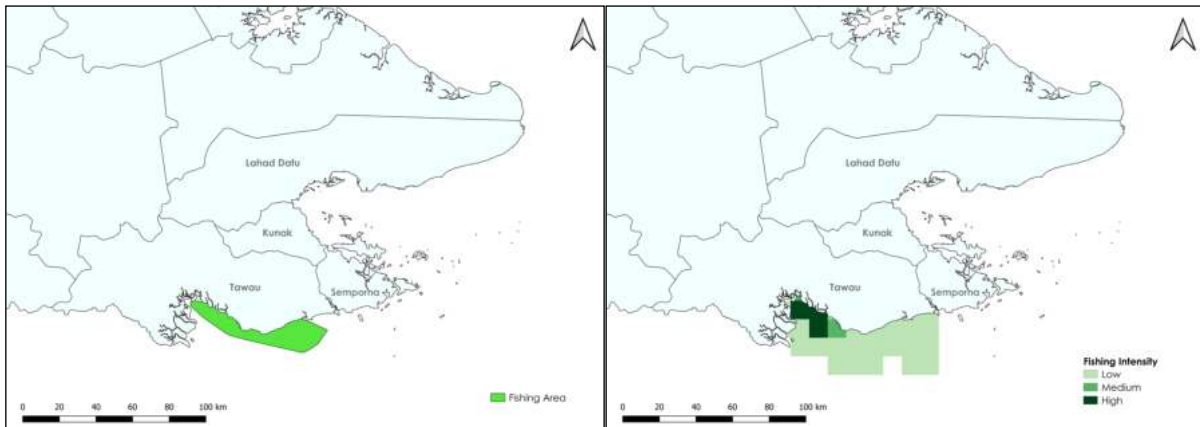 Lahad Datu
Kunak
Tawau
Semporna
0 20 40 60 80 100 km
Fishing Area
Lahad Datu
Kunak
Tawau
Semporna
Fishing Intensity
Low
Medium
High
0 20 40 60 80 100 km